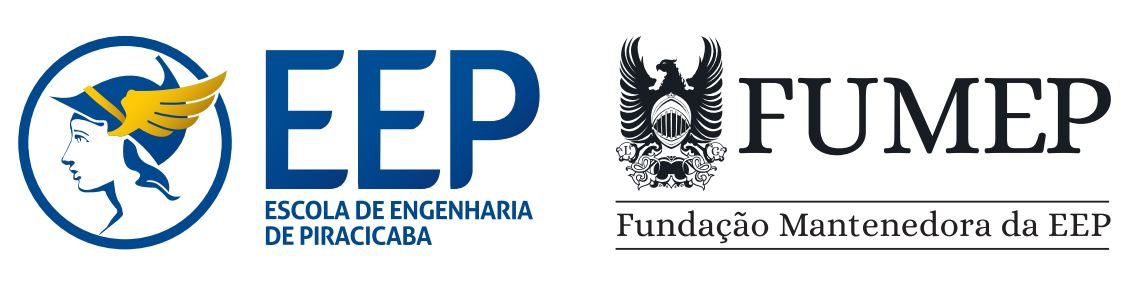 EEP
ESCOLA DE ENGENHARIA
DE PIRACICABA
FUMEP
L G
Fundação Mantenedora da EEP